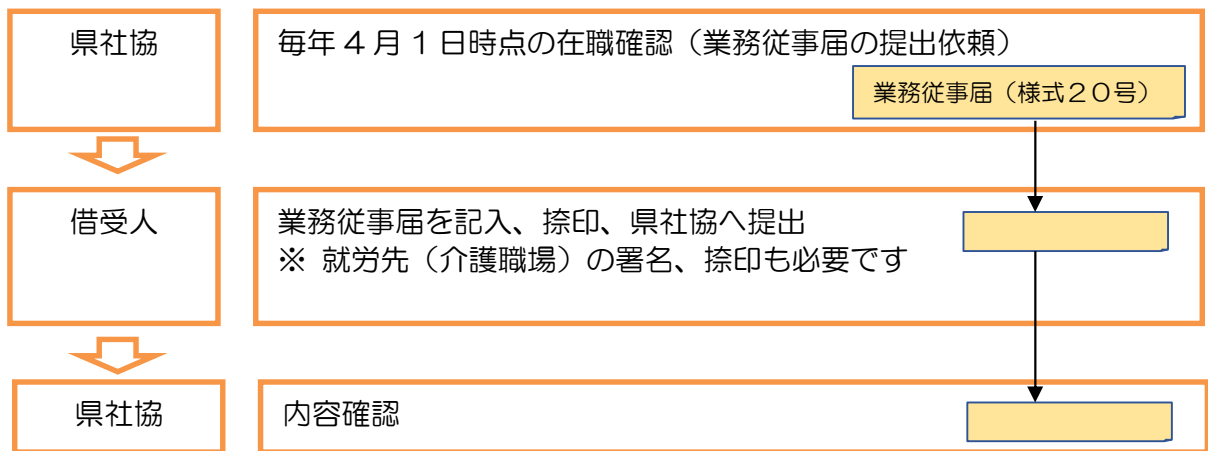 県社協
毎年４月１日時点の在職確認（業務従事届の提出依頼）
業務従事届（様式２０号）
借受人
業務従事届を記入、捺印、県社協へ提出
※ 就労先（介護職場）の署名、捺印も必要です
県社協
内容確認